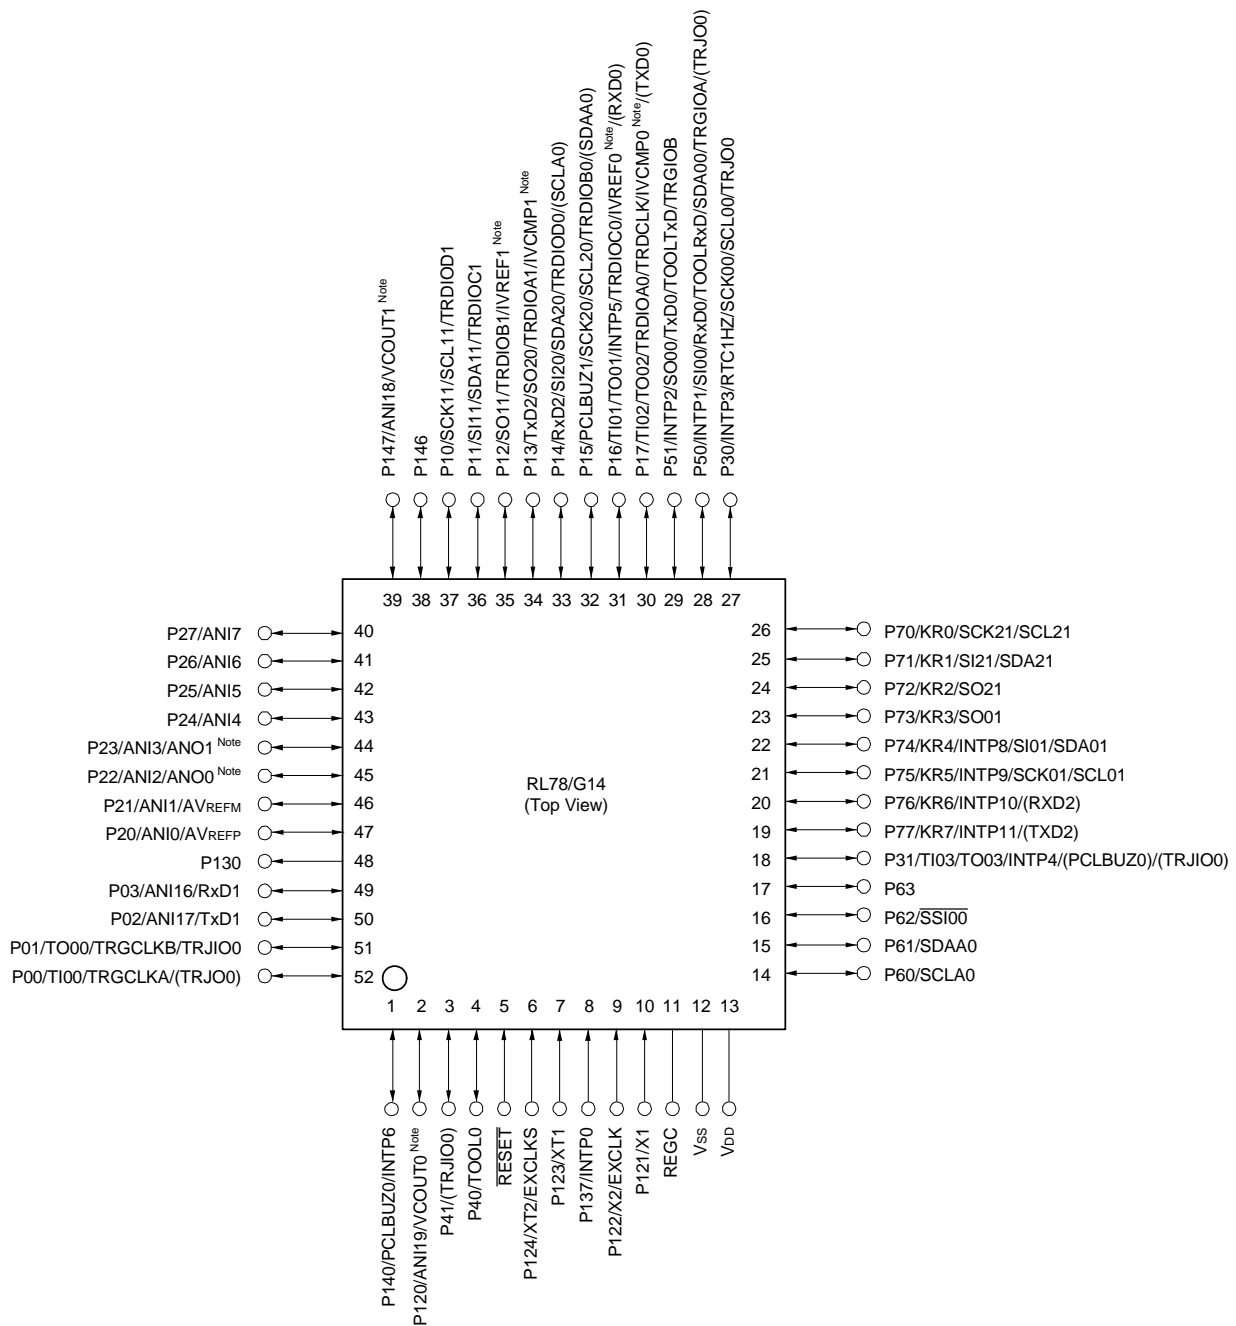 P147/ANI18/VCOUT1 Note
P146
P10/SCK11/SCL11/TRDIOD1
P11/SI11/SDA11/TRDIOC1
P12/SO11/TRDIOB1/IVREF1 Note
P13/TxD2/SO20/TRDIOA1/IVCMP1 Note
P14/RxD2/SI20/SDA20/TRDIOD0/(SCLA0)
P15/PCLBUZ1/SCK20/SCL20/TRDIOB0/(SDAA0)
P16/TI01/TO01/INTP5/TRDIOC0/IVREF0 Note/(RXD0)
P17/TI02/TO02/TRDIOA0/TRDCLK/IVCMP0 Note/(TXD0)
P51/INTP2/SO00/TxD0/TOOLTxD/TRGIOB
P50/INTP1/SI00/RxD0/TOOLRxD/SDA00/TRGIOA/(TRJO0)
P30/INTP3/RTC1HZ/SCK00/SCL00/TRJO0
39 38 37 36 35 34 33 32 31 30 29 28 27
P27/ANI7 40
P26/ANI6 41
P25/ANI5 42
P24/ANI4 43
P23/ANI3/ANO1 Note 44
P22/ANI2/ANO0 Note 45
P21/ANI1/AVREFM 46
P20/ANI0/AVREFP 47
P130 48
P03/ANI16/RxD1 49
P02/ANI17/TxD1 50
P01/TO00/TRGCLKB/TRJIO0 51
P00/TI00/TRGCLKA/(TRJO0) 52
RL78/G14
(Top View)
26 P70/KR0/SCK21/SCL21
25 P71/KR1/SI21/SDA21
24 P72/KR2/SO21
23 P73/KR3/SO01
22 P74/KR4/INTP8/SI01/SDA01
21 P75/KR5/INTP9/SCK01/SCL01
20 P76/KR6/INTP10/(RXD2)
19 P77/KR7/INTP11/(TXD2)
18 P31/TI03/TO03/INTP4/(PCLBUZ0)/(TRJIO0)
17 P63
16 P62/SSI00
15 P61/SDAA0
14 P60/SCLA0
1 2 3 4 5 6 7 8 9 10 11 12 13
P140/PCLBUZ0/INTP6
P120/ANI19/VCOUT0 Note
P41/(TRJIO0)
P40/TOOL0
RESET
P124/XT2/EXCLKS
P123/XT1
P137/INTP0
P122/X2/EXCLK
P121/X1
REGC
VSS
VDD